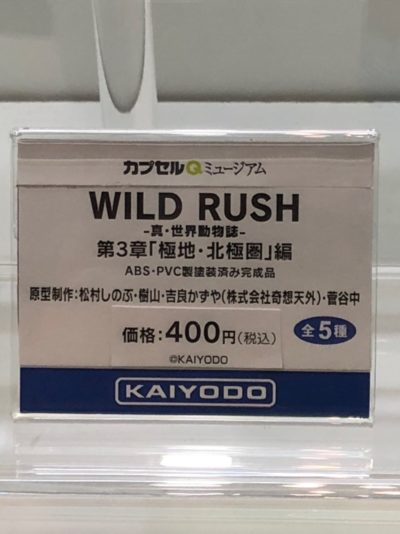 カプセルQミュージアム
WILD RUSH
-真・世界動物誌-
第3章「極地・北極圏」編
ABS・PVC製塗装済み完成品
原型制作:松村しのぶ・樹山・吉良かずや(株式会社奇想天外)・菅谷中
価格:400円(税込) 全5種
©KAIYODO
KAIYODO